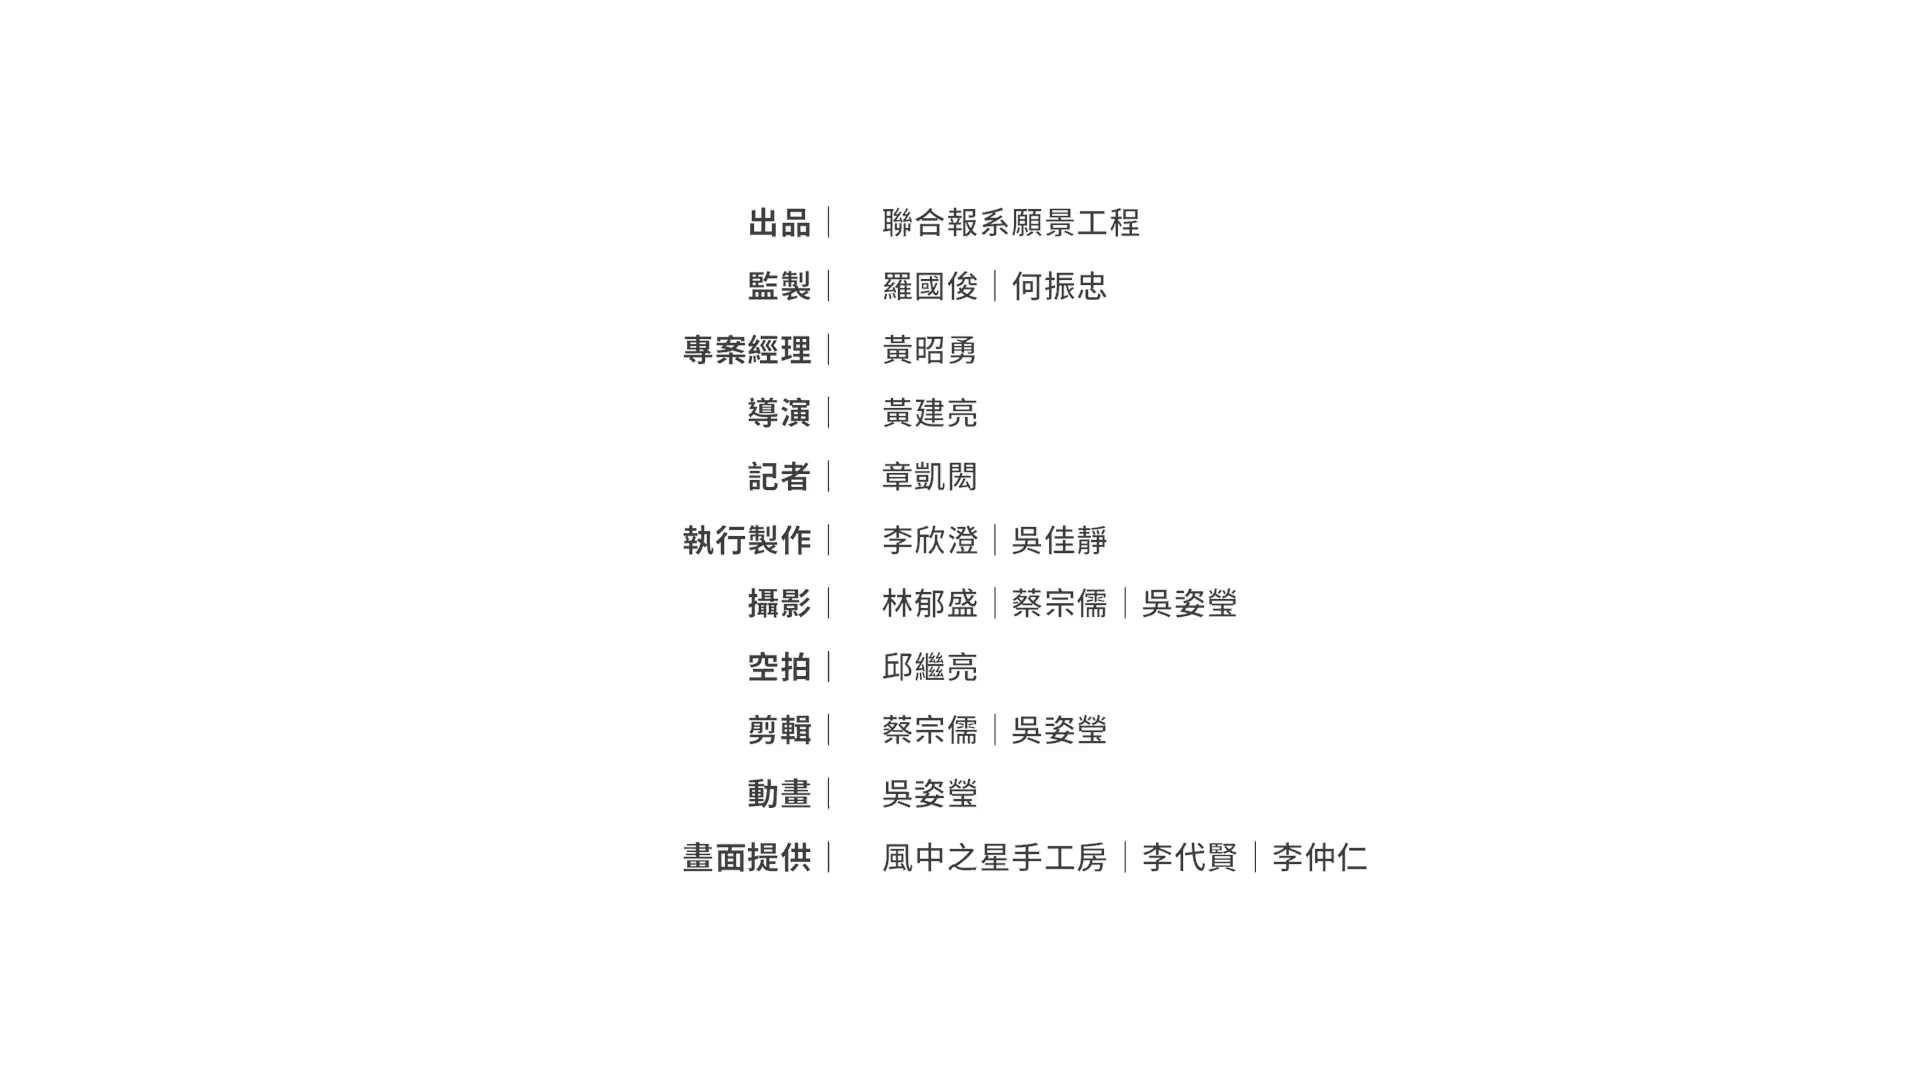 出品｜ 聯合報系願景工程
監製｜ 羅國俊｜何振忠
專案經理｜ 黃昭勇
導演｜ 黃建亮
記者｜ 章凱閎
執行製作｜ 李欣澄｜吳佳靜
攝影｜ 林郁盛｜蔡宗儒｜吳姿瑩
空拍｜ 邱繼亮
剪輯｜ 蔡宗儒｜吳姿瑩
動畫｜ 吳姿瑩
畫面提供｜ 風中之星手工房｜李代賢｜李仲仁